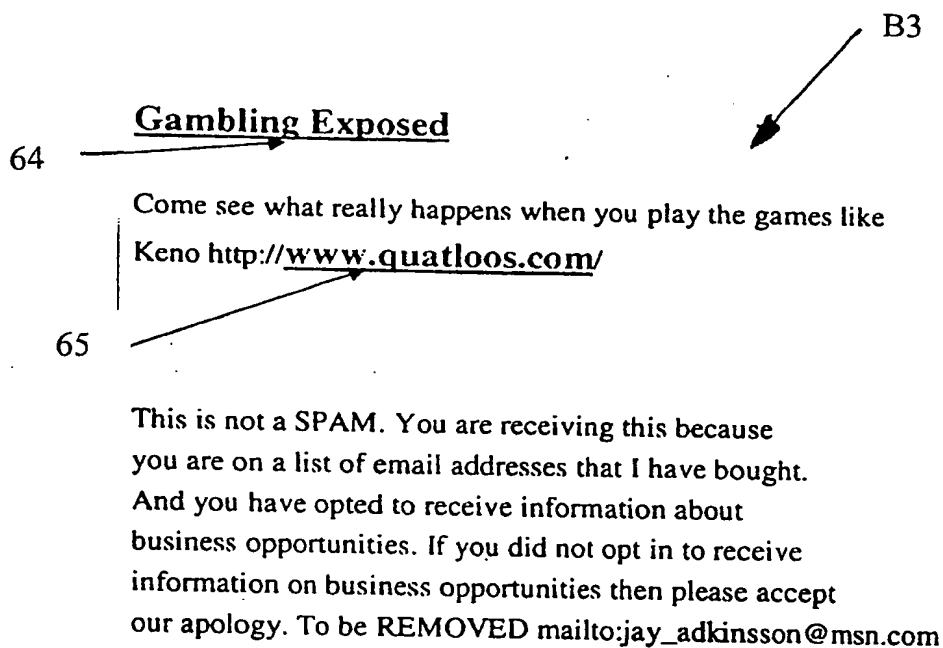 B3
Gambling Exposed
64
Come see what really happens when you play the games like
Keno http://www.quatloos.com/
65
This is not a SPAM. You are receiving this because
you are on a list of email addresses that I have bought.
And you have opted to receive information about
business opportunities. If you did not opt in to receive
information on business opportunities then please accept
our apology. To be REMOVED mailto:jay_adkinsson@msn.com